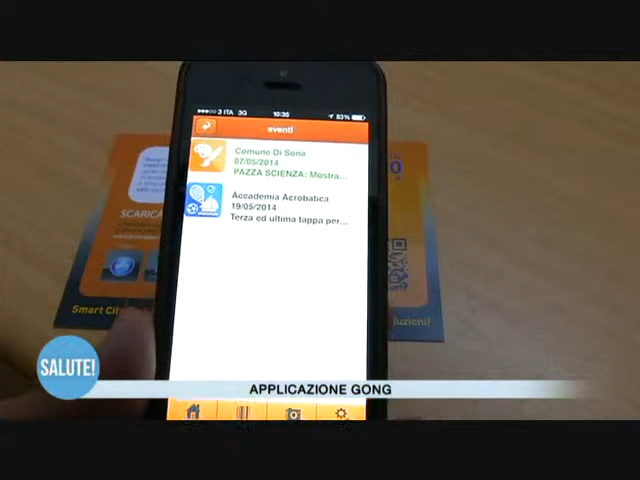 3 ITA 3G 10:35 83%
eventi
Comune Di Sona
07/05/2014
PAZZA SCIENZA: Mostra...
Accademia Acrobatica
19/05/2014
Terza ed ultima tappa per...
SCARICA
Smart Cit
luzioni!
SALUTE!
APPLICAZIONE GONG